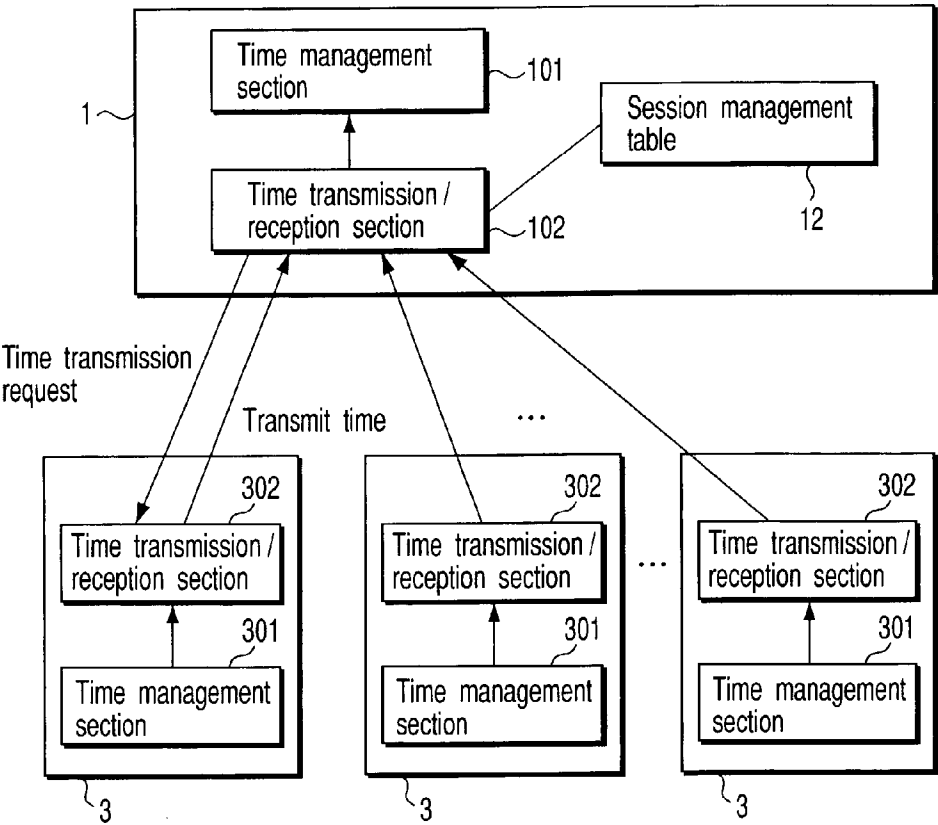 Time management
section
101
1
Session management
table
12
Time transmission /
reception section
102
Time transmission
request
Transmit time
...
302
Time transmission /
reception section
301
Time management
section
3
302
Time transmission /
reception section
301
Time management
section
3
...
302
Time transmission /
reception section
301
Time management
section
3